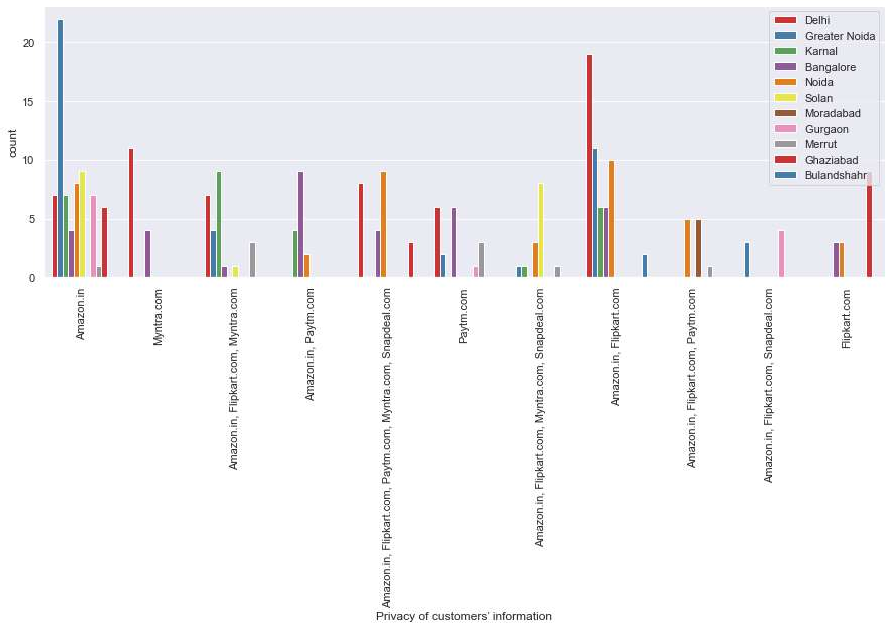 Delhi
Greater Noida
Karnal
Bangalore
Noida
Solan
Moradabad
Gurgaon
Merrut
Ghaziabad
Bulandshahr
count
20
15
10
5
0
Amazon.in
Myntra.com
Amazon.in, Flipkart.com, Myntra.com
Amazon.in, Paytm.com
Amazon.in, Flipkart.com, Paytm.com, Myntra.com, Snapdeal.com
Paytm.com
Amazon.in, Flipkart.com, Myntra.com, Snapdeal.com
Amazon.in, Flipkart.com
Amazon.in, Flipkart.com, Paytm.com
Amazon.in, Flipkart.com, Snapdeal.com
Flipkart.com
Privacy of customers’ information